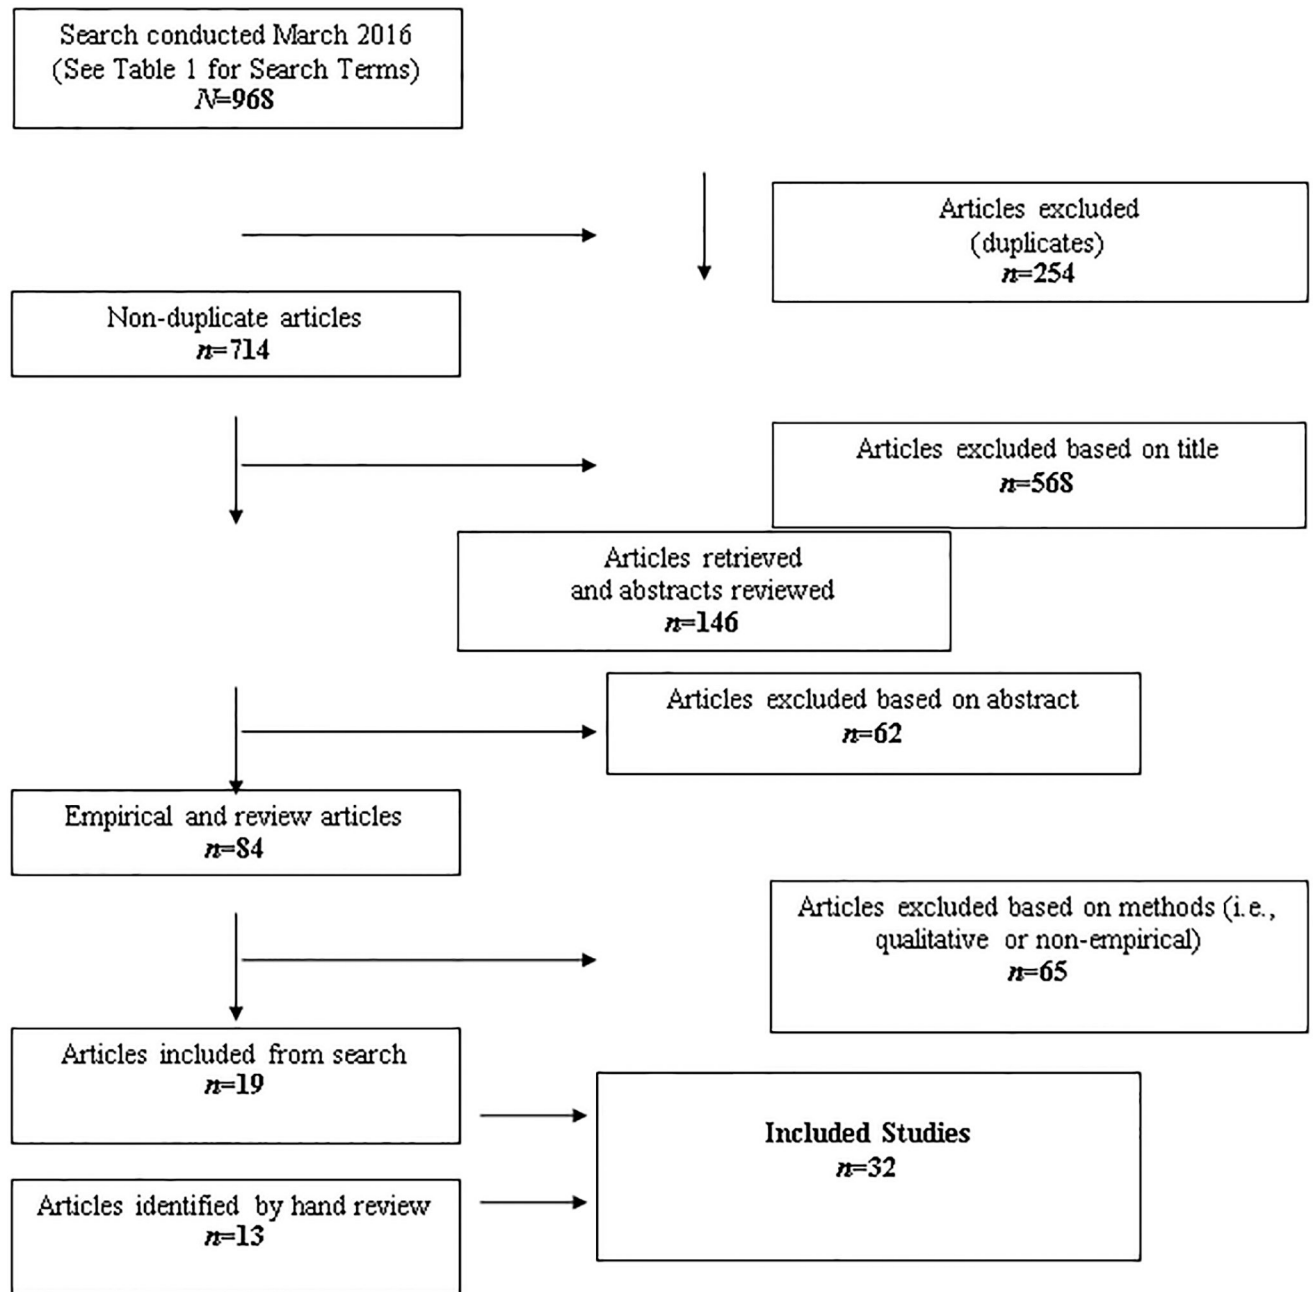 Search conducted March 2016
(See Table 1 for Search Terms)
N=968
Articles excluded
(duplicates)
n=254
Non-duplicate articles
n=714
Articles excluded based on title
n=568
Articles retrieved
and abstracts reviewed
n=146
Articles excluded based on abstract
n=62
Empirical and review articles
n=84
Articles excluded based on methods (i.e.,
qualitative or non-empirical)
n=65
Articles included from search
n=19
Included Studies
n=32
Articles identified by hand review
n=13